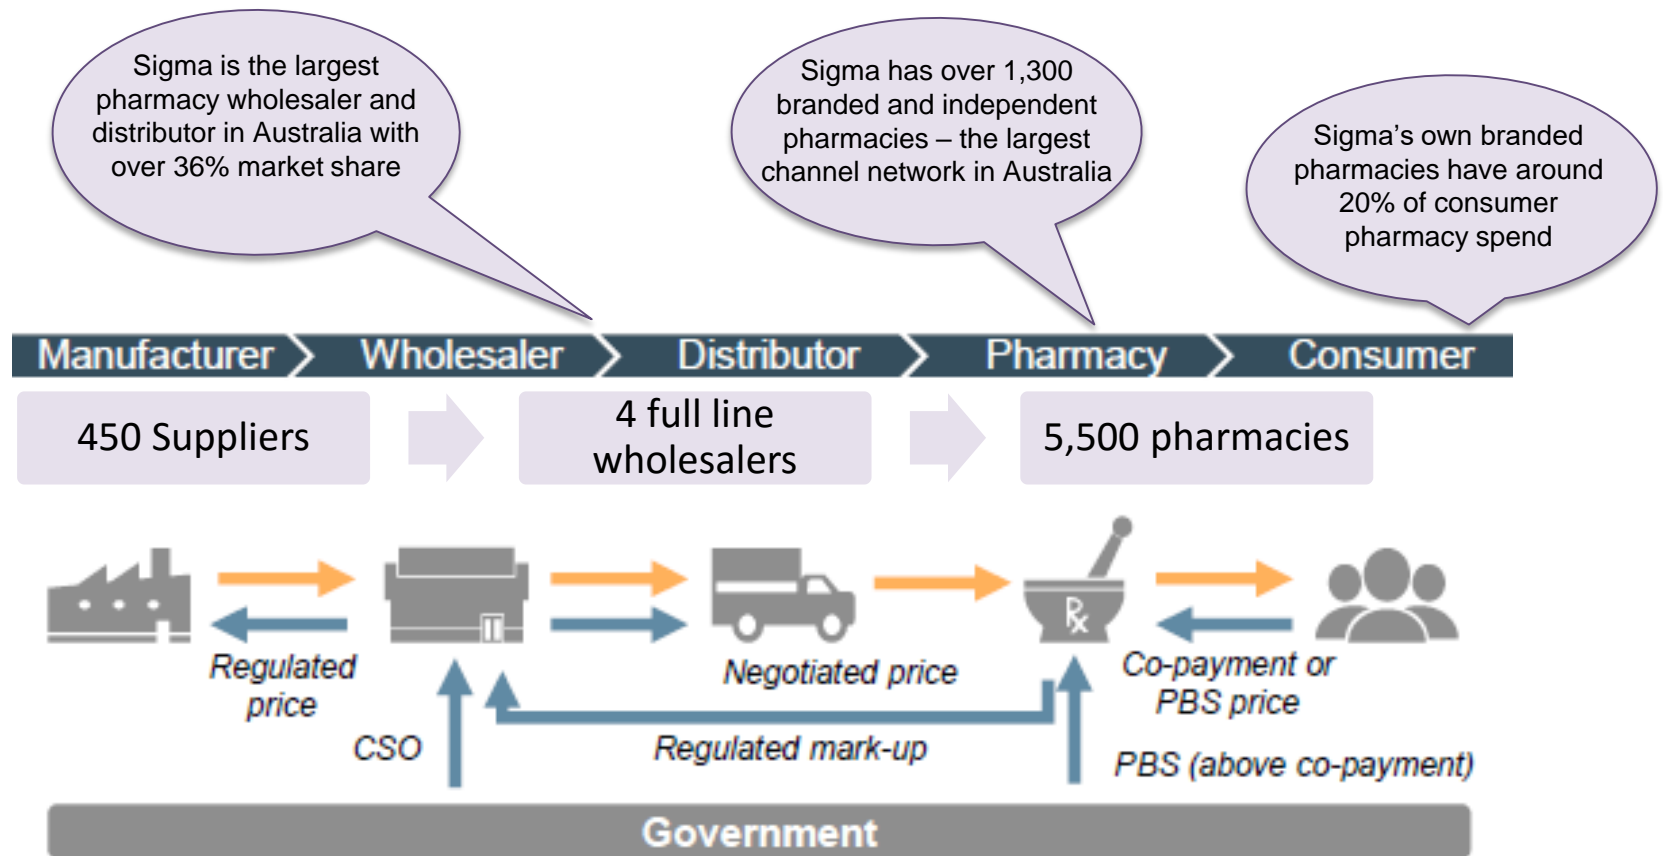 Sigma is the largest
pharmacy wholesaler and
distributor in Australia with
over 36% market share
Sigma has over 1,300
branded and independent
pharmacies – the largest
channel network in Australia
Sigma’s own branded
pharmacies have around
20% of consumer
pharmacy spend
Manufacturer
Wholesaler
Distributor
Pharmacy
Consumer
450 Suppliers
4 full line
wholesalers
5,500 pharmacies
Rx
Regulated
price
Negotiated price
Co-payment or
PBS price
CSO
Regulated mark-up
PBS (above co-payment)
Government